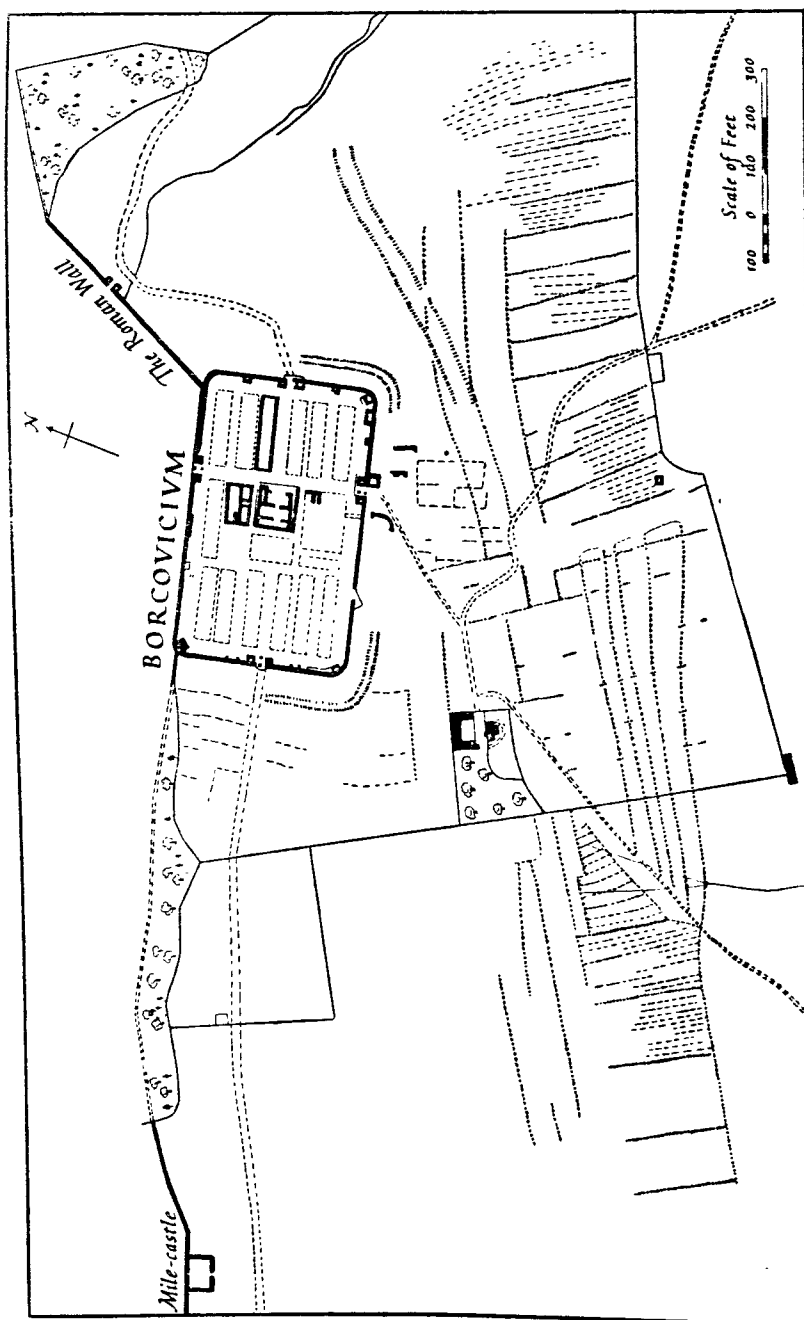 The Roman Wall
N
BORCOVICIVM
Mile-castle
Scale of Feet
100 0 100 200 300